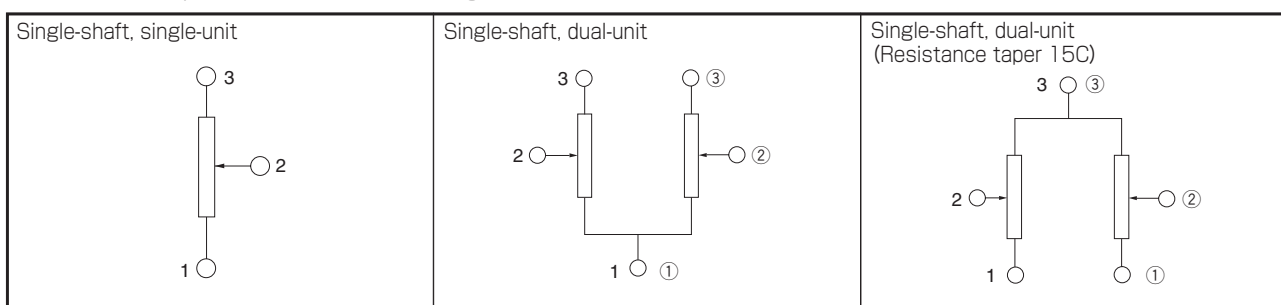 Single-shaft, single-unit
3
2
1
Single-shaft, dual-unit
3 ③
2 ②
1 ①
Single-shaft, dual-unit
(Resistance taper 15C)
3 ③
2 ②
1 ①